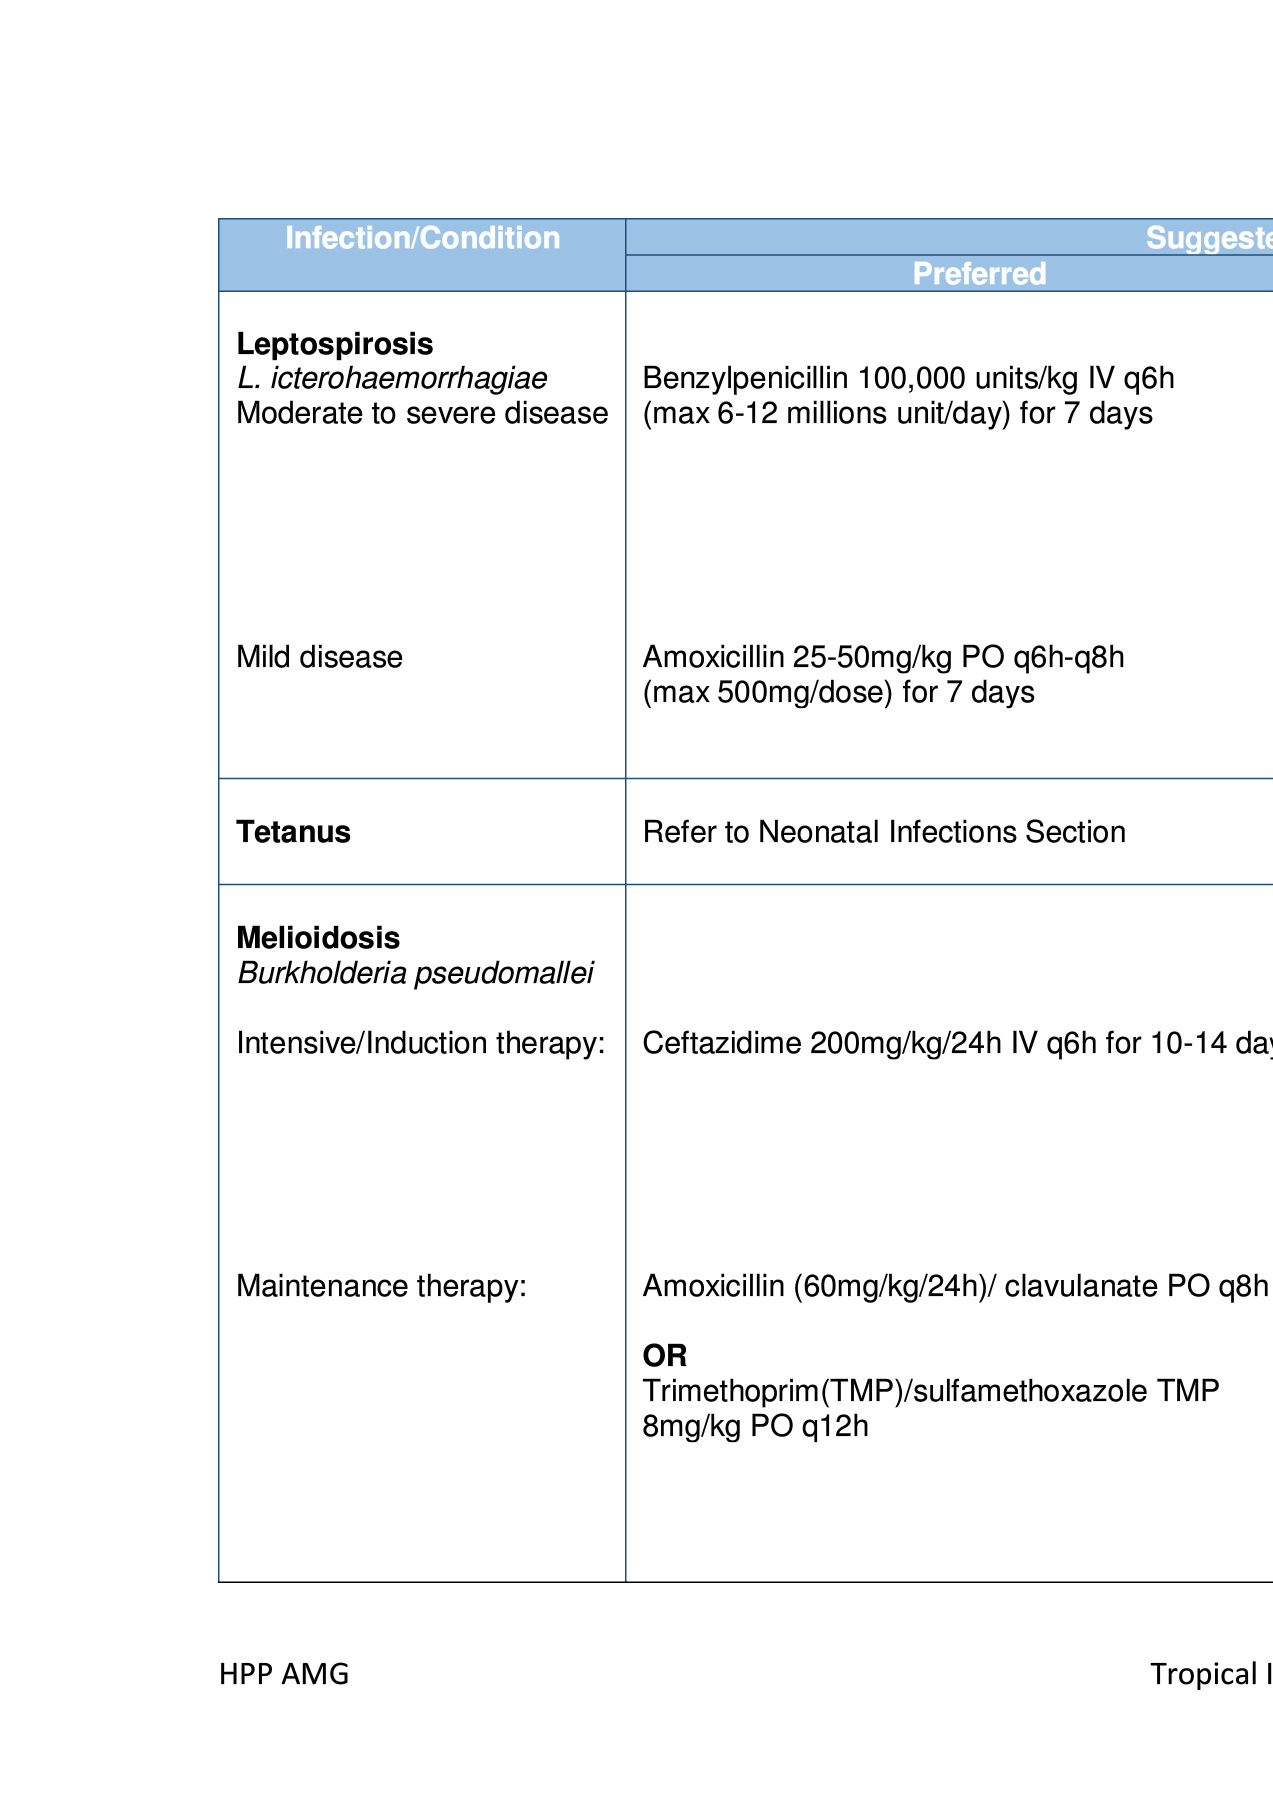 Infection/Condition
Suggeste
Preferred
Leptospirosis
L. icterohaemorrhagiae
Moderate to severe disease
Benzylpenicillin 100,000 units/kg IV q6h
(max 6-12 millions unit/day) for 7 days
Mild disease
Amoxicillin 25-50mg/kg PO q6h-q8h
(max 500mg/dose) for 7 days
Tetanus
Refer to Neonatal Infections Section
Melioidosis
Burkholderia pseudomallei
Intensive/Induction therapy:
Ceftazidime 200mg/kg/24h IV q6h for 10-14 day
Maintenance therapy:
Amoxicillin (60mg/kg/24h)/ clavulanate PO q8h
OR
Trimethoprim(TMP)/sulfamethoxazole TMP
8mg/kg PO q12h
HPP AMG
Tropical I